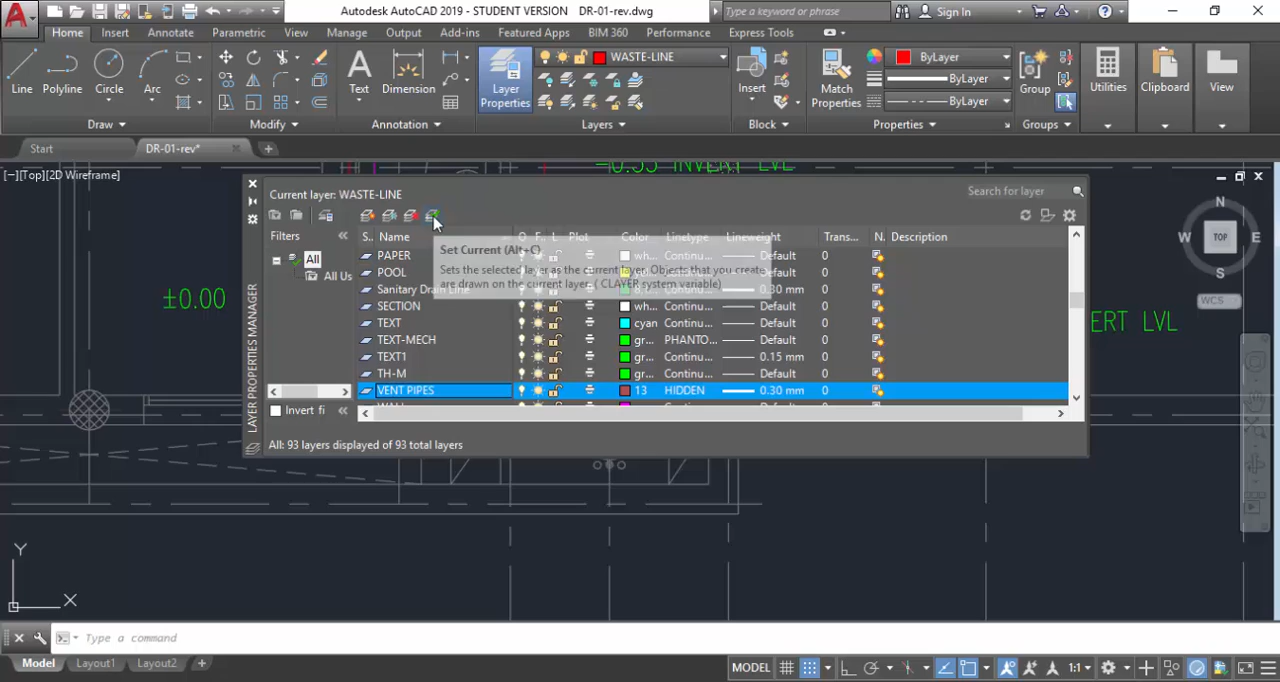 Autodesk AutoCAD 2019 - STUDENT VERSION DR-01-rev.dwg
Type a keyword or phrase
Sign In
Home Insert Annotate Parametric View Manage Output Add-ins Featured Apps BIM 360 Performance Express Tools
WASTE-LINE
ByLayer
ByLayer
ByLayer
Line Polyline Circle Arc Text Dimension Layer Properties Insert Match Properties Group Utilities Clipboard View
Draw Modify Annotation Layers Block Properties Groups
Start DR-01-rev*
[−][Top][2D Wireframe]
-0.55 INVERT LVL
N
W TOP E
S
WCS
±0.00
ERT LVL
LAYER PROPERTIES MANAGER
Current layer: WASTE-LINE
Search for layer
Filters
All
All Us
Invert fi
S.. Name O F.. L. Plot Color Linetype Lineweight Trans... N. Description
Set Current (Alt+C)
Sets the selected layer as the current layer. Objects that you create are drawn on the current layer. ( CLAYER system variable)
PAPER wh... Continu... Default 0
POOL Default 0
Sanitary Drain Line 0.30 mm 0
SECTION wh... Continu... Default 0
TEXT cyan Continu... Default 0
TEXT-MECH gr... PHANTO... Default 0
TEXT1 gr... Continu... 0.15 mm 0
TH-M gr... Continu... Default 0
VENT PIPES 13 HIDDEN 0.30 mm 0
All: 93 layers displayed of 93 total layers
Y
X
Type a command
Model Layout1 Layout2
MODEL 1:1